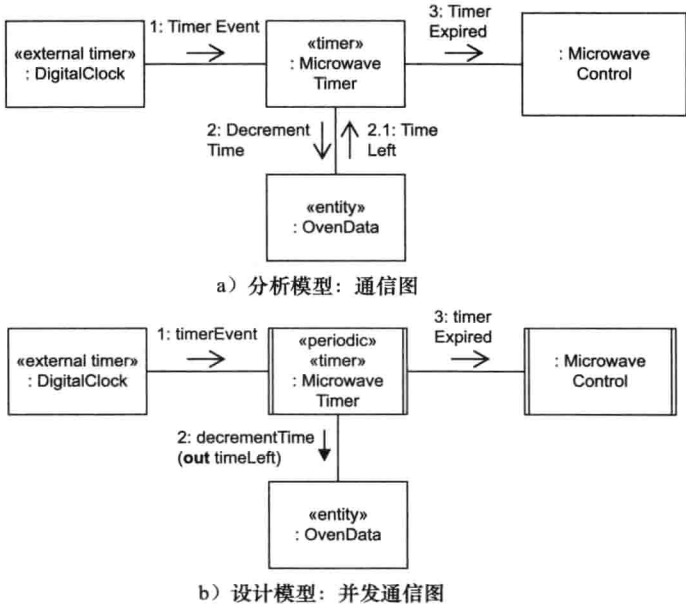 1: Timer Event
3: Timer
Expired
«external timer»
: DigitalClock
«timer»
: Microwave
Timer
: Microwave
Control
2: Decrement
Time
2.1: Time
Left
«entity»
: OvenData
a）分析模型：通信图
1: timerEvent
3: timer
Expired
«external timer»
: DigitalClock
«periodic»
«timer»
: Microwave
Timer
: Microwave
Control
2: decrementTime
(out timeLeft)
«entity»
: OvenData
b）设计模型：并发通信图